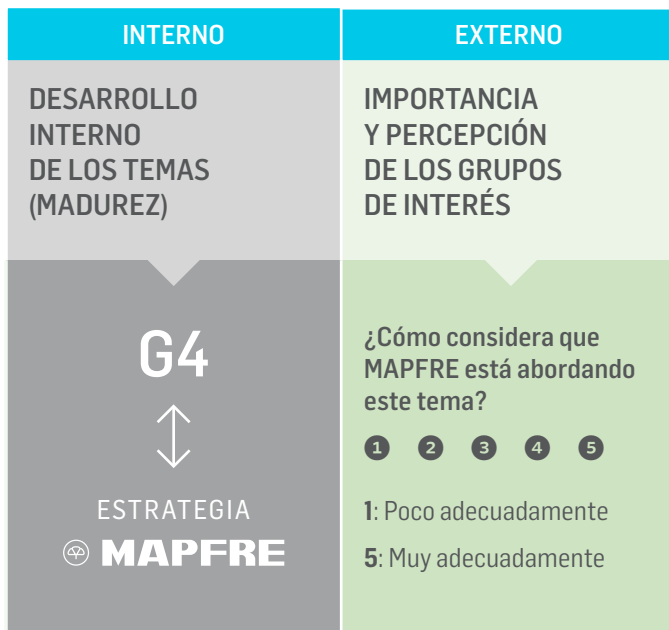 INTERNO
DESARROLLO
INTERNO
DE LOS TEMAS
(MADUREZ)
G4
ESTRATEGIA
MAPFRE
EXTERNO
IMPORTANCIA
Y PERCEPCIÓN
DE LOS GRUPOS
DE INTERÉS
¿Cómo considera que
MAPFRE está abordando
este tema?
1 2 3 4 5
1: Poco adecuadamente
5: Muy adecuadamente